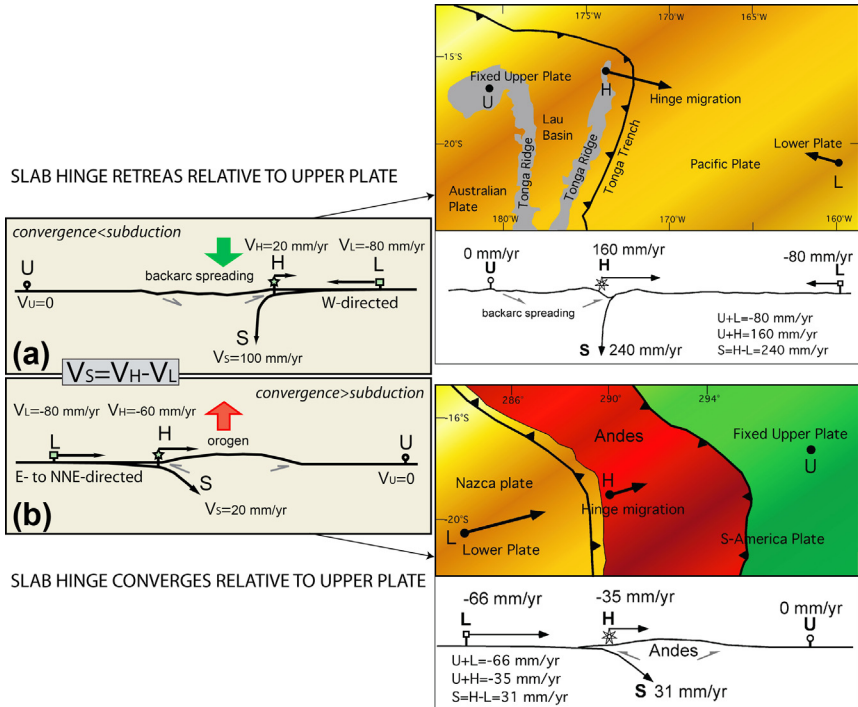 SLAB HINGE RETREAS RELATIVE TO UPPER PLATE
convergence<subduction
VH=20 mm/yr
VL=-80 mm/yr
U
H
L
backarc spreading
VU=0
W-directed
S
(a)
VS=100 mm/yr
VS=VH-VL
convergence>subduction
VL=-80 mm/yr
VH=-60 mm/yr
L
H
orogen
U
E- to NNE-directed
S
VU=0
(b)
VS=20 mm/yr
SLAB HINGE CONVERGES RELATIVE TO UPPER PLATE
175°W
170°W
165°W
15°S
Fixed Upper Plate
U
H
Hinge migration
Lau
Basin
Lower Plate
20°S
Tonga Ridge
Tonga Ridge
Tonga Trench
Pacific Plate
L
Australian
Plate
180°W
170°W
160°W
0 mm/yr
160 mm/yr
-80 mm/yr
U
H
L
backarc spreading
U+L=-80 mm/yr
U+H=160 mm/yr
S=H-L=240 mm/yr
S 240 mm/yr
286°
290°
294°
16°S
Andes
Fixed Upper Plate
U
Nazca plate
H
Hinge migration
20°S
L
Lower Plate
S-America Plate
-66 mm/yr
-35 mm/yr
0 mm/yr
L
H
U
Andes
U+L=-66 mm/yr
U+H=-35 mm/yr
S=H-L=31 mm/yr
S 31 mm/yr